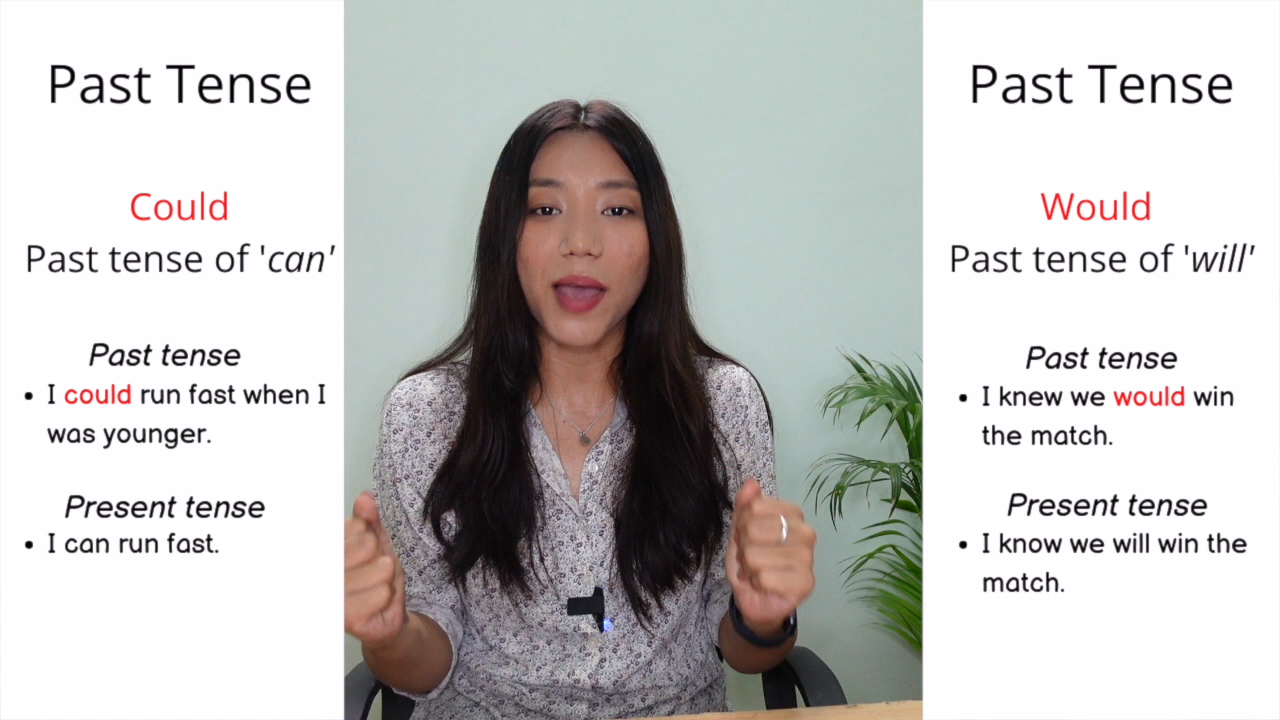 Past Tense
Could
Past tense of 'can'
Past tense
• I could run fast when I
was younger.
Present tense
• I can run fast.
Past Tense
Would
Past tense of 'will'
Past tense
• I knew we would win
the match.
Present tense
• I know we will win the
match.